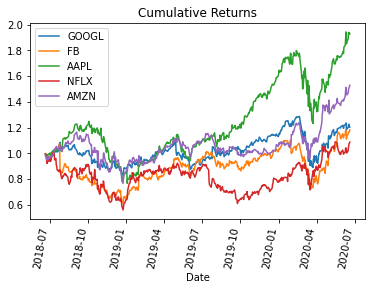 Cumulative Returns
2.0
1.8
1.6
1.4
1.2
1.0
0.8
0.6
GOOGL
FB
AAPL
NFLX
AMZN
2018-07
2018-10
2019-01
2019-04
2019-07
2019-10
2020-01
2020-04
2020-07
Date